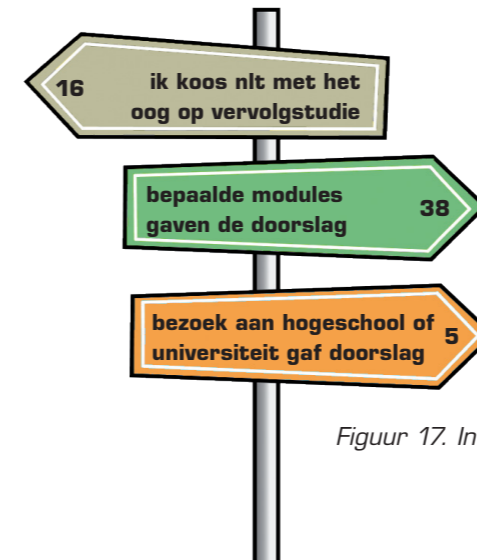 16 ik koos nlt met het
oog op vervolgstudie
bepaalde modules 38
gaven de doorslag
bezoek aan hogeschool of 5
universiteit gaf doorslag
Figuur 17. In